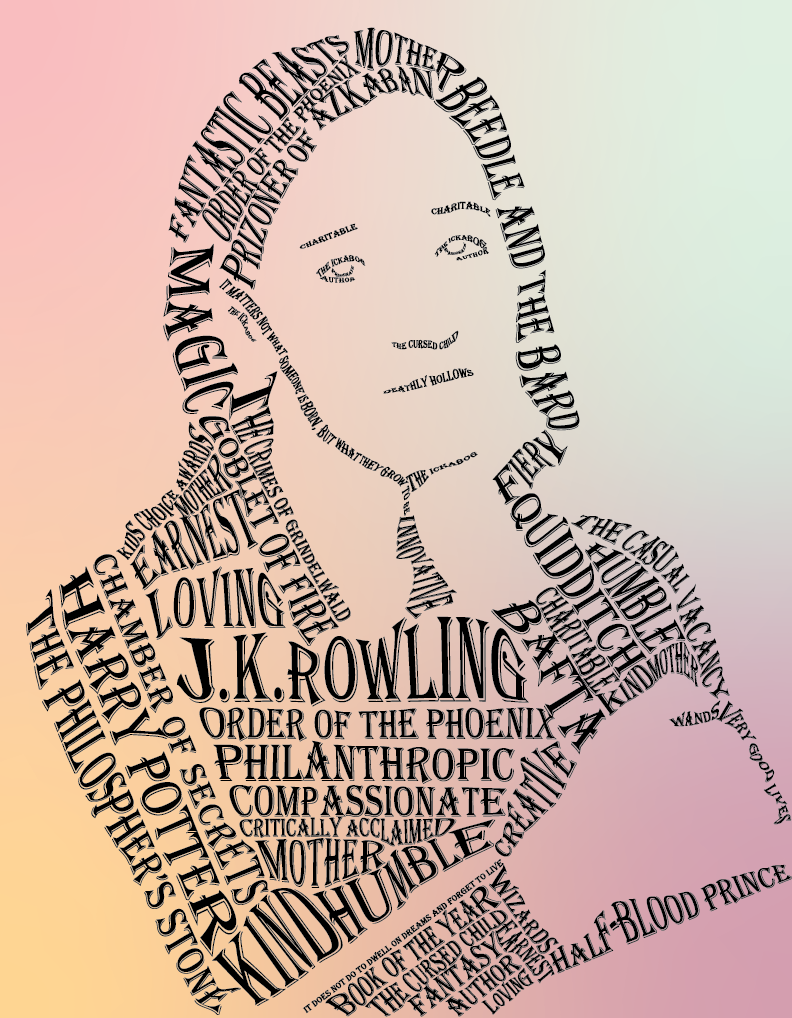 FANTASTIC BEASTS
MOTHER
ORDER OF THE PHOENIX
PRIZONER OF AZKABAN
BEEDLE AND THE BARD
CHARITABLE
CHARITABLE
THE ICKABOG
AUTHOR
THE ICKABOG
AUTHOR
MAGIC
IT MATTERS NOT WHAT SOMEONE IS BORN, BUT WHAT THEY GROW TO BE
THE ICKABOG
THE CURSED CHILD
DEATHLY HOLLOWS
THE ICKABOG
THE CRIMES OF GRINDELWALD
GOBLET OF FIRE
KIDS CHOICE AWARDS
MOTHER
EARNEST
LOVING
INNOVATIVE
FIERY
EQUIDDITCH
THE CASUAL VACANCY
HUMBLE
CHARITABLE
BAFTA
KIND
MOTHER
WANDS
VERY GOOD LIVES
CHAMBER OF SECRETS
HARRY POTTER
THE PHILOSPHER'S STONE
J.K.ROWLING
ORDER OF THE PHOENIX
PHILANTHROPIC
COMPASSIONATE
CRITICALLY ACCLAIMED
MOTHER
CREATIVE
KIND
HUMBLE
IT DOES NOT DO TO DWELL ON DREAMS AND FORGET TO LIVE
BOOK OF THE YEAR
THE CURSED CHILD
FANTASY
AUTHOR
LOVING
WIZARDS
EARNEST
HALF-BLOOD PRINCE